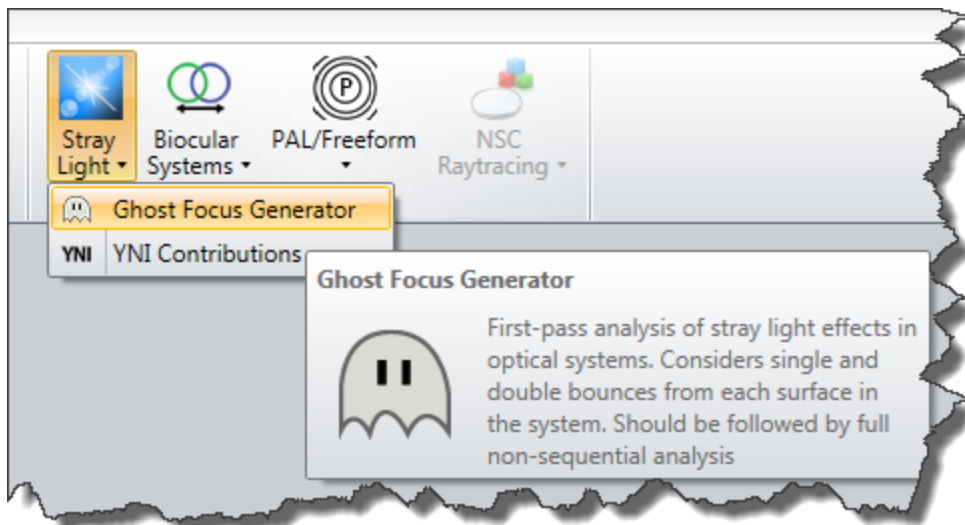 Stray
Light
Biocular
Systems
P
PAL/Freeform
NSC
Raytracing
Ghost Focus Generator
YNI YNI Contributions
Ghost Focus Generator
First-pass analysis of stray light effects in
optical systems. Considers single and
double bounces from each surface in
the system. Should be followed by full
non-sequential analysis